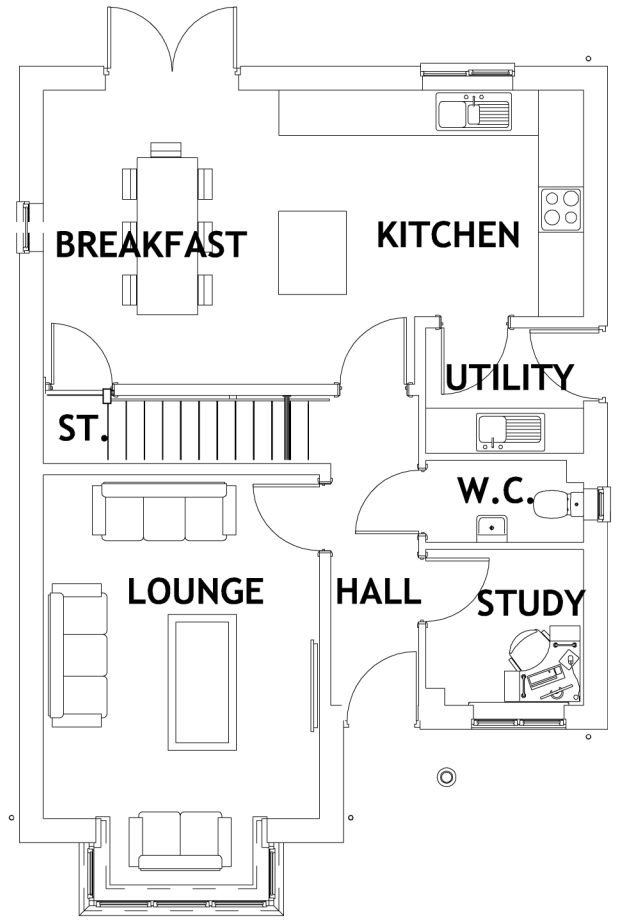 KITCHEN
BREAKFAST
UTILITY
ST.
W.C.
LOUNGE
HALL
STUDY